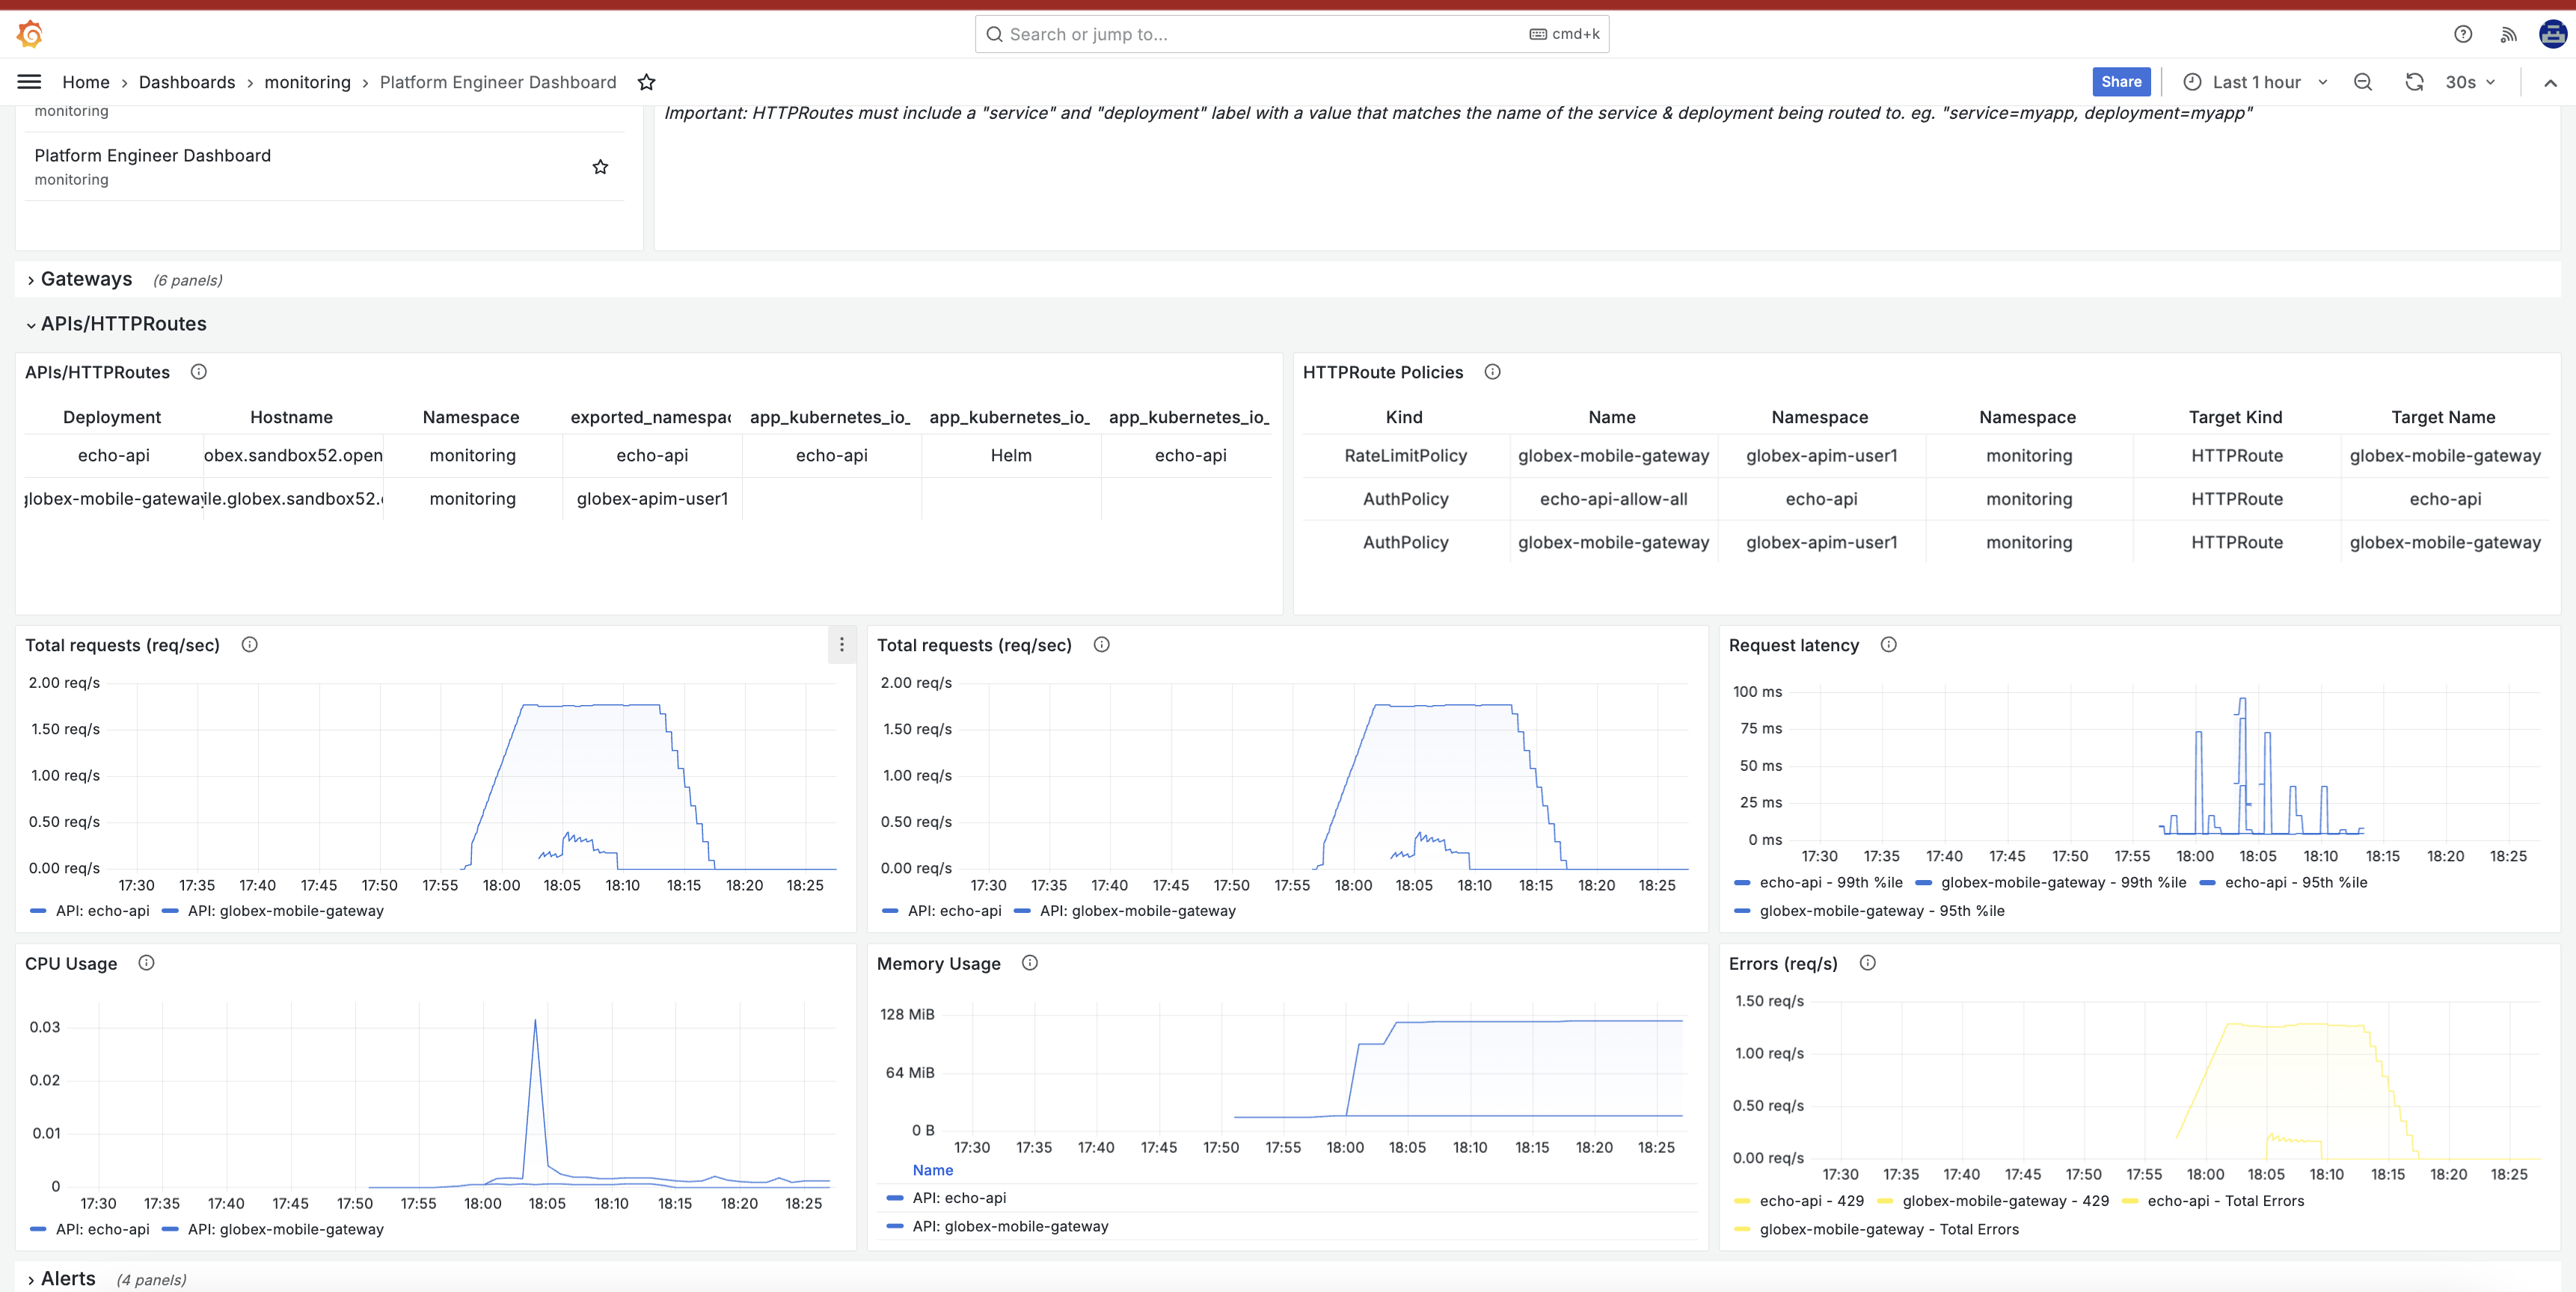 Search or jump to...
cmd+k
Home › Dashboards › monitoring › Platform Engineer Dashboard
Share
Last 1 hour
30s
monitoring
Important: HTTPRoutes must include a "service" and "deployment" label with a value that matches the name of the service & deployment being routed to. eg. "service=myapp, deployment=myapp"
Platform Engineer Dashboard
monitoring
Gateways (6 panels)
APIs/HTTPRoutes
APIs/HTTPRoutes
Deployment Hostname Namespace exported_namespac app_kubernetes_io_ app_kubernetes_io_ app_kubernetes_io_
echo-api obex.sandbox52.open monitoring echo-api echo-api Helm echo-api
globex-mobile-gateway ile.globex.sandbox52. monitoring globex-apim-user1
HTTPRoute Policies
Kind Name Namespace Namespace Target Kind Target Name
RateLimitPolicy globex-mobile-gateway globex-apim-user1 monitoring HTTPRoute globex-mobile-gateway
AuthPolicy echo-api-allow-all echo-api monitoring HTTPRoute echo-api
AuthPolicy globex-mobile-gateway globex-apim-user1 monitoring HTTPRoute globex-mobile-gateway
Total requests (req/sec)
2.00 req/s
1.50 req/s
1.00 req/s
0.50 req/s
0.00 req/s
17:30 17:35 17:40 17:45 17:50 17:55 18:00 18:05 18:10 18:15 18:20 18:25
API: echo-api API: globex-mobile-gateway
Total requests (req/sec)
2.00 req/s
1.50 req/s
1.00 req/s
0.50 req/s
0.00 req/s
17:30 17:35 17:40 17:45 17:50 17:55 18:00 18:05 18:10 18:15 18:20 18:25
API: echo-api API: globex-mobile-gateway
Request latency
100 ms
75 ms
50 ms
25 ms
0 ms
17:30 17:35 17:40 17:45 17:50 17:55 18:00 18:05 18:10 18:15 18:20 18:25
echo-api - 99th %ile globex-mobile-gateway - 99th %ile echo-api - 95th %ile
globex-mobile-gateway - 95th %ile
CPU Usage
0.03
0.02
0.01
0
17:30 17:35 17:40 17:45 17:50 17:55 18:00 18:05 18:10 18:15 18:20 18:25
API: echo-api API: globex-mobile-gateway
Memory Usage
128 MiB
64 MiB
0 B
17:30 17:35 17:40 17:45 17:50 17:55 18:00 18:05 18:10 18:15 18:20 18:25
Name
API: echo-api
API: globex-mobile-gateway
Errors (req/s)
1.50 req/s
1.00 req/s
0.50 req/s
0.00 req/s
17:30 17:35 17:40 17:45 17:50 17:55 18:00 18:05 18:10 18:15 18:20 18:25
echo-api - 429 globex-mobile-gateway - 429 echo-api - Total Errors
globex-mobile-gateway - Total Errors
Alerts (4 panels)